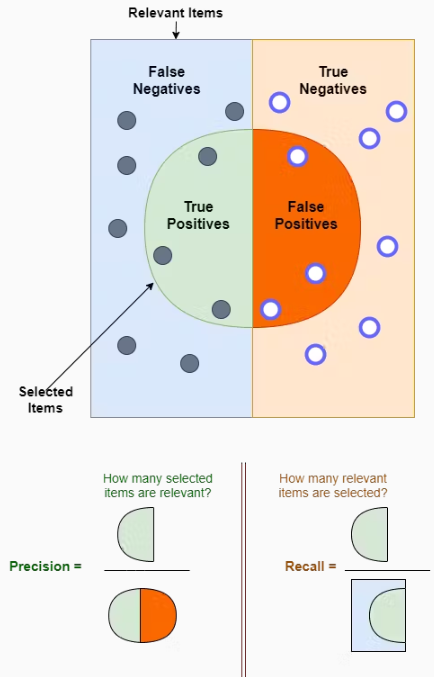 Relevant Items
False
Negatives
True
Negatives
True
Positives
False
Positives
Selected
Items
How many selected
items are relevant?
Precision =
How many relevant
items are selected?
Recall =